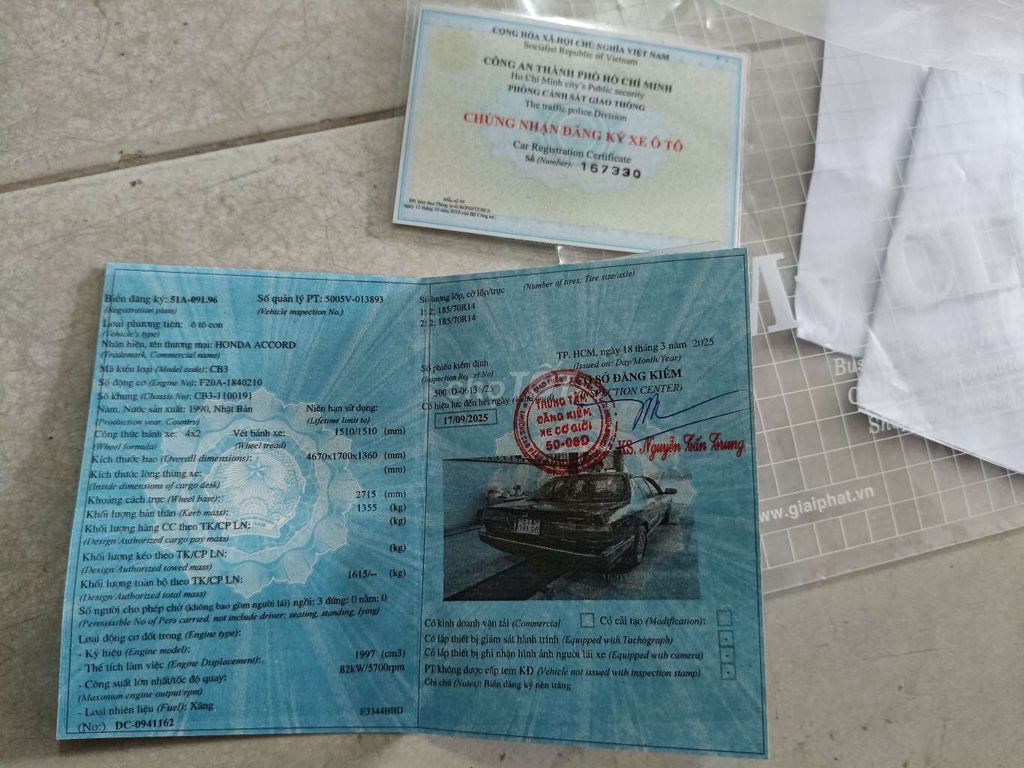 CỘNG HÒA XÃ HỘI CHỦ NGHĨA VIỆT NAM
Socialist Republic of Vietnam
CÔNG AN THÀNH PHỐ HỒ CHÍ MINH
Ho Chi Minh city's Public security
PHÒNG CẢNH SÁT GIAO THÔNG
The traffic police Division
CHỨNG NHẬN ĐĂNG KÝ XE Ô TÔ
Car Registration Certificate
Số (Number): 167330
Biển đăng ký: 51A-091.96
(Registration plate)
Số quản lý PT: 5005V-013893
(Vehicle inspection No.)
Loại phương tiện: ô tô con
(Vehicle's type)
Nhãn hiệu, tên thương mại: HONDA ACCORD
(Trademark, Commercial name)
Mã kiểu loại (Model code): CB3
Số động cơ (Engine No): F20A-1840210
Số khung (Chassis No): CB3-1100191
Năm, Nước sản xuất: 1990, Nhật Bản
(Production year, Country)
Niên hạn sử dụng:
(Lifetime limit to)
Công thức bánh xe: 4x2
(Wheel formula)
Vết bánh xe: 1510/1510 (mm)
(Wheel tread)
Kích thước bao (Overall dimensions): 4670x1700x1360 (mm)
Kích thước lòng thùng xe: (mm)
(Inside dimensions of cargo desk)
Khoảng cách trục (Wheel base): 2715 (mm)
Khối lượng bản thân (Kerb mass): 1355 (kg)
Khối lượng hàng CC theo TK/CP LN: (kg)
(Design/Authorized cargo pay mass)
Khối lượng kéo theo TK/CP LN: (kg)
(Design/Authorized towed mass)
Khối lượng toàn bộ theo TK/CP LN: 1615/-- (kg)
(Design/Authorized total mass)
Số người cho phép chở (không bao gồm người lái) ngồi: 3 đứng: 0 nằm: 0
(Permissible No of Pers carried, not include driver: seating, standing, lying)
Loại động cơ đốt trong (Engine type):
- Ký hiệu (Engine model):
- Thể tích làm việc (Engine Displacement): 1997 (cm3)
- Công suất lớn nhất/tốc độ quay: 82kW/5700rpm
(Maximum engine output/rpm)
- Loại nhiên liệu (Fuel): Xăng
E3344BBD
(No:) DC-0941162
Số lượng lốp, cỡ lốp/trục
(Number of tires, Tire size/axle)
1: 2; 185/70R14
2: 2; 185/70R14
TP. HCM, ngày 18 tháng 3 năm 2025
(Issued on: Day/Month/Year)
Số phiếu kiểm định
(Inspection Report No)
CƠ SỞ ĐĂNG KIỂM
(INSPECTION CENTER)
Có hiệu lực đến hết ngày
17/09/2025
TRUNG TÂM
ĐĂNG KIỂM
XE CƠ GIỚI
50-08D
KS. Nguyễn Tấn Trung
51A
091.96
Có kinh doanh vận tải (Commercial
Có cải tạo (Modification):
Có lắp thiết bị giám sát hành trình (Equipped with Tachograph)
Có lắp thiết bị ghi nhận hình ảnh người lái xe (Equipped with camera)
PT không được cấp tem KĐ (Vehicle not issued with inspection stamp)
Ghi chú (Notes): Biển đăng ký nền trắng
www.giaiphat.vn